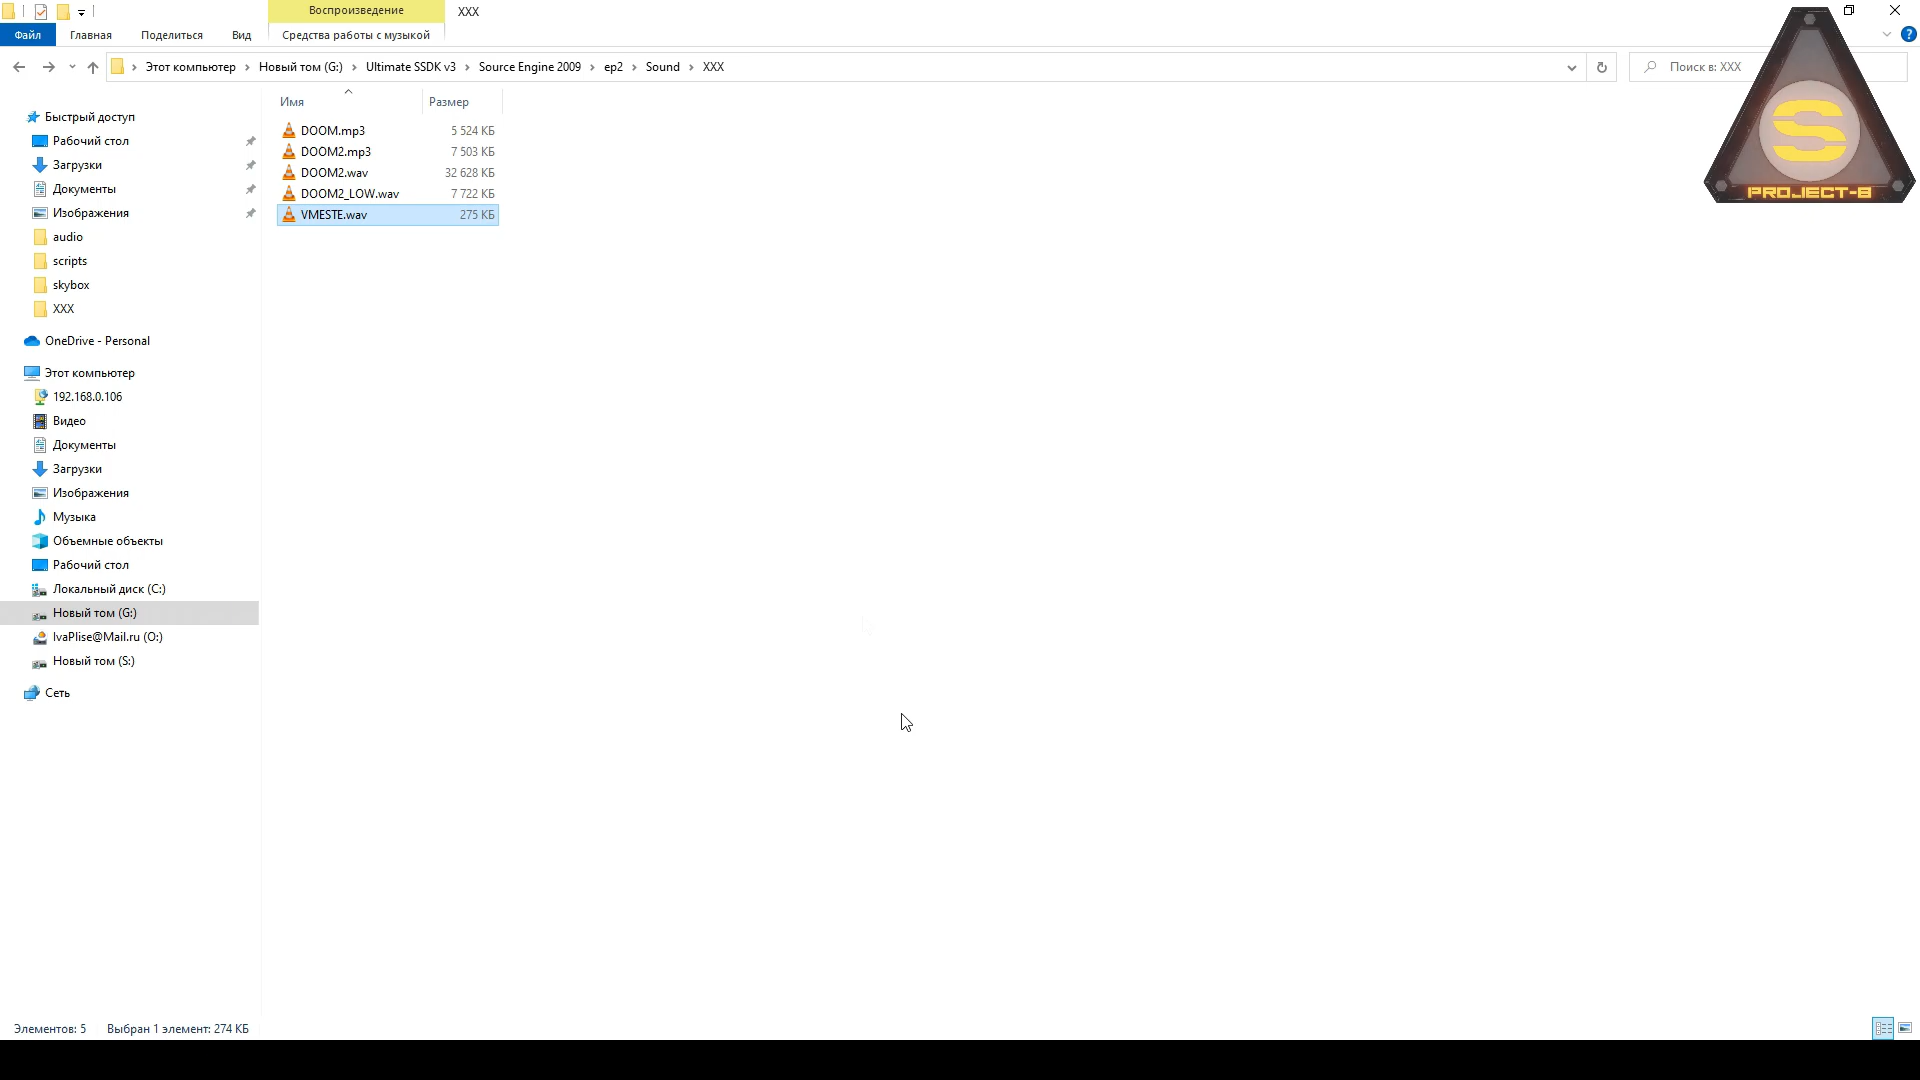 Воспроизведение
XXX
Файл
Главная
Поделиться
Вид
Средства работы с музыкой
Этот компьютер > Новый том (G:) > Ultimate SSDK v3 > Source Engine 2009 > ep2 > Sound > XXX
Поиск в: XXX
Имя
Размер
DOOM.mp3 5 524 КБ
DOOM2.mp3 7 503 КБ
DOOM2.wav 32 628 КБ
DOOM2_LOW.wav 7 722 КБ
VMESTE.wav 275 КБ
Быстрый доступ
Рабочий стол
Загрузки
Документы
Изображения
audio
scripts
skybox
XXX
OneDrive - Personal
Этот компьютер
192.168.0.106
Видео
Документы
Загрузки
Изображения
Музыка
Объемные объекты
Рабочий стол
Локальный диск (C:)
Новый том (G:)
IvaPlise@Mail.ru (O:)
Новый том (S:)
Сеть
S
PROJECT-8
Элементов: 5
Выбран 1 элемент: 274 КБ